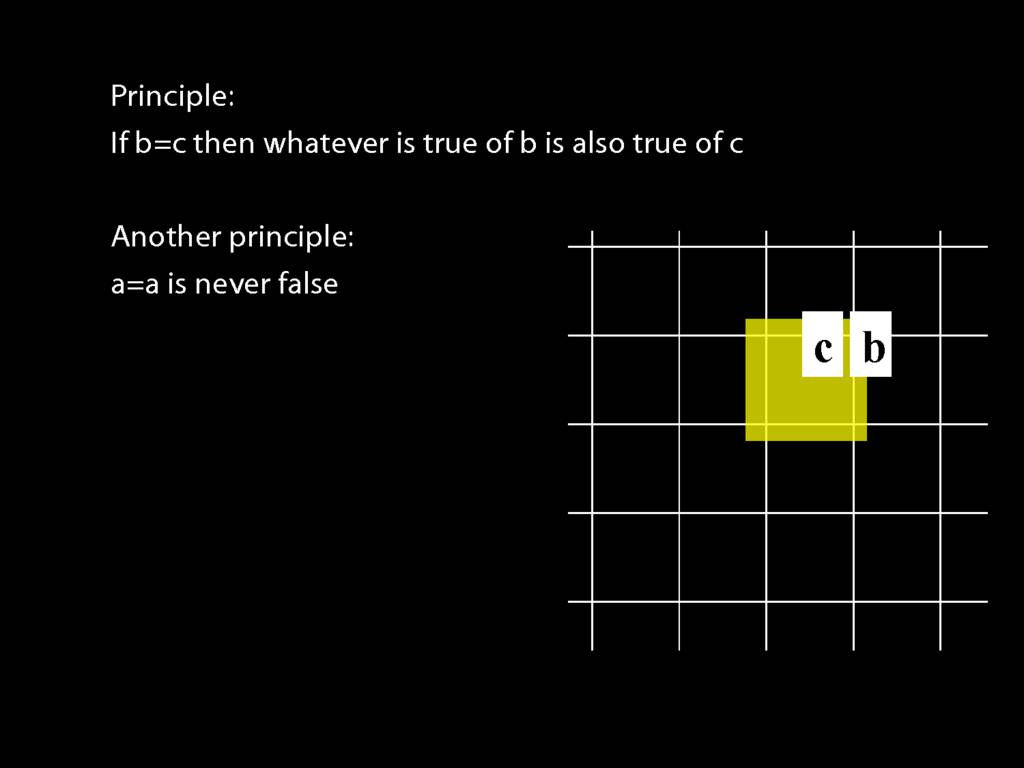 Principle:
If b=c then whatever is true of b is also true of c
Another principle:
a=a is never false
c b